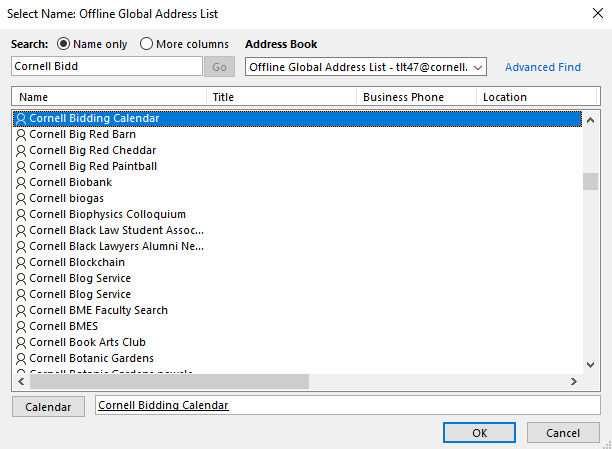 Select Name: Offline Global Address List
Search: Name only More columns Address Book
Cornell Bidd Go Offline Global Address List - tlt47@cornell. Advanced Find
Name Title Business Phone Location
Cornell Bidding Calendar
Cornell Big Red Barn
Cornell Big Red Cheddar
Cornell Big Red Paintball
Cornell Biobank
Cornell biogas
Cornell Biophysics Colloquium
Cornell Black Law Student Assoc...
Cornell Black Lawyers Alumni Ne...
Cornell Blockchain
Cornell Blog Service
Cornell Blog Service
Cornell BME Faculty Search
Cornell BMES
Cornell Book Arts Club
Cornell Botanic Gardens
Cornell Botanic Gardens
Calendar Cornell Bidding Calendar
OK Cancel